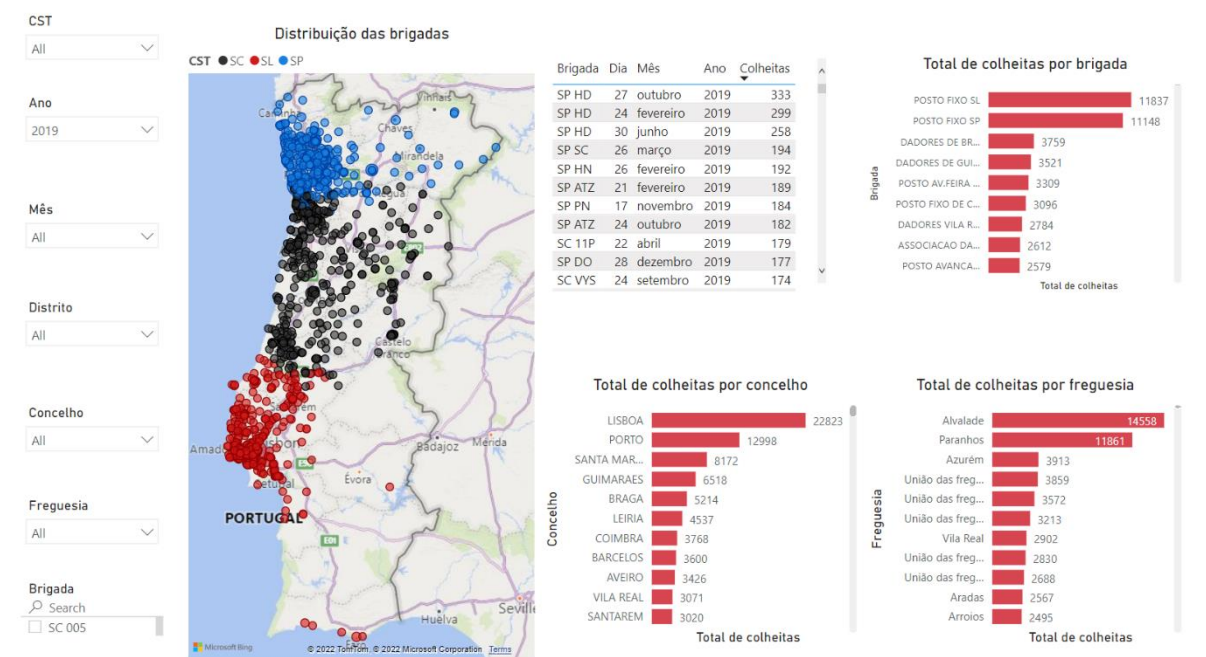 CST
All
Ano
2019
Mês
All
Distrito
All
Concelho
All
Freguesia
All
Brigada
Search
SC 005
Distribuição das brigadas
CST SC SL SP
Vinhais
Caminha
Chaves
Mirandela
Castelo
Branco
Badajoz
Mérida
Évora
Setúbal
PORTUGAL
E01
Huelva
Seville
Faro
Microsoft Bing
© 2022 TomTom, © 2022 Microsoft Corporation Terms
Brigada Dia Mês Ano Colheitas
SP HD 27 outubro 2019 333
SP HD 24 fevereiro 2019 299
SP HD 30 junho 2019 258
SP SC 26 março 2019 194
SP HN 26 fevereiro 2019 192
SP ATZ 21 fevereiro 2019 189
SP PN 17 novembro 2019 184
SP ATZ 24 outubro 2019 182
SC 11P 22 abril 2019 179
SP DO 28 dezembro 2019 177
SC VYS 24 setembro 2019 174
Total de colheitas por brigada
Brigada
POSTO FIXO SL 11837
POSTO FIXO SP 11148
DADORES DE BR... 3759
DADORES DE GUI... 3521
POSTO AV.FEIRA ... 3309
POSTO FIXO DE C... 3096
DADORES VILA R... 2784
ASSOCIACAO DA... 2612
POSTO AVANCA... 2579
Total de colheitas
Total de colheitas por concelho
Concelho
LISBOA 22823
PORTO 12998
SANTA MAR... 8172
GUIMARAES 6518
BRAGA 5214
LEIRIA 4537
COIMBRA 3768
BARCELOS 3600
AVEIRO 3426
VILA REAL 3071
SANTAREM 3020
Total de colheitas
Total de colheitas por freguesia
Freguesia
Alvalade 14558
Paranhos 11861
Azurém 3913
União das freg... 3859
União das freg... 3572
União das freg... 3213
Vila Real 2902
União das freg... 2830
União das freg... 2688
Aradas 2567
Arroios 2495
Total de colheitas